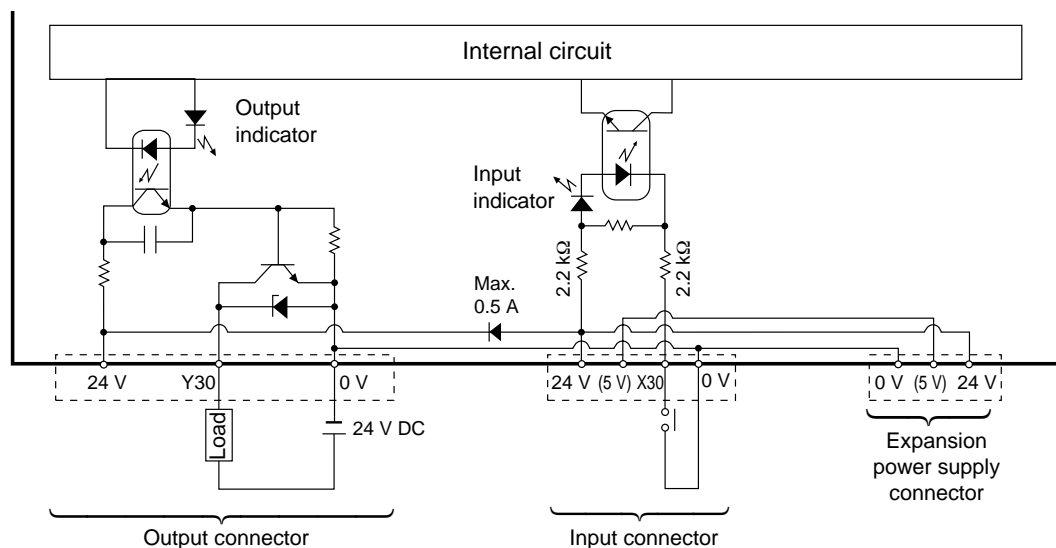 Internal circuit
Output
indicator
Input
indicator
2.2 kΩ
2.2 kΩ
Max.
0.5 A
24 V
Y30
0 V
24 V
(5 V)
X30
0 V
0 V
(5 V)
24 V
Load
24 V DC
Expansion
power supply
connector
Output connector
Input connector